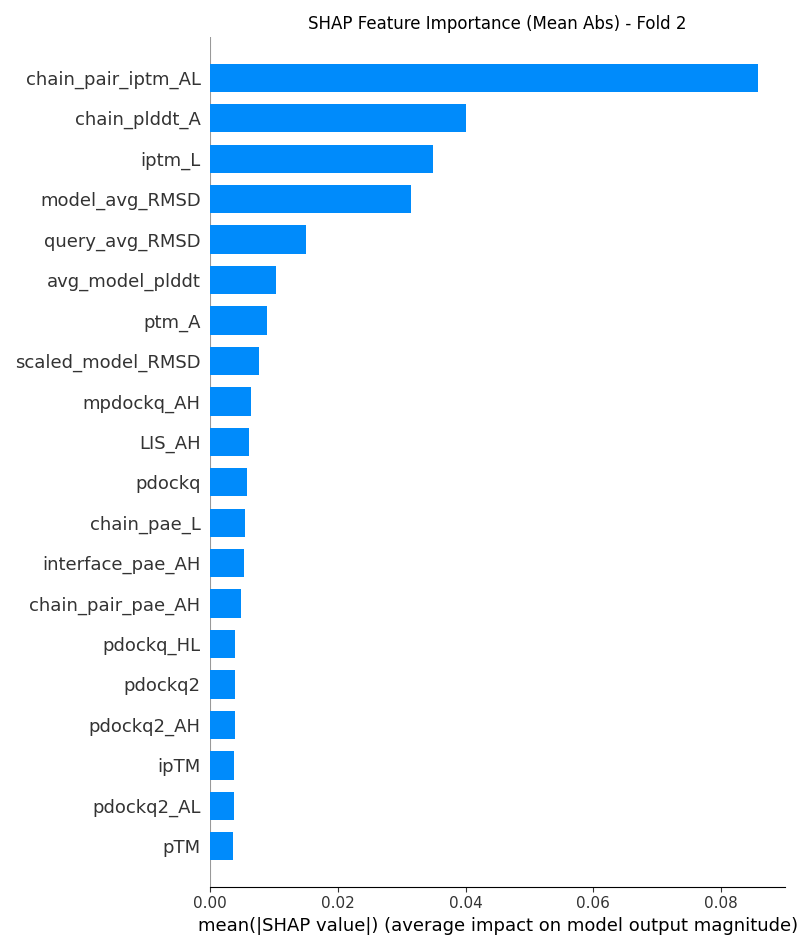 SHAP Feature Importance (Mean Abs) - Fold 2
chain_pair_iptm_AL
chain_plddt_A
iptm_L
model_avg_RMSD
query_avg_RMSD
avg_model_plddt
ptm_A
scaled_model_RMSD
mpdockq_AH
LIS_AH
pdockq
chain_pae_L
interface_pae_AH
chain_pair_pae_AH
pdockq_HL
pdockq2
pdockq2_AH
ipTM
pdockq2_AL
pTM
0.00 0.02 0.04 0.06 0.08
mean(|SHAP value|) (average impact on model output magnitude)